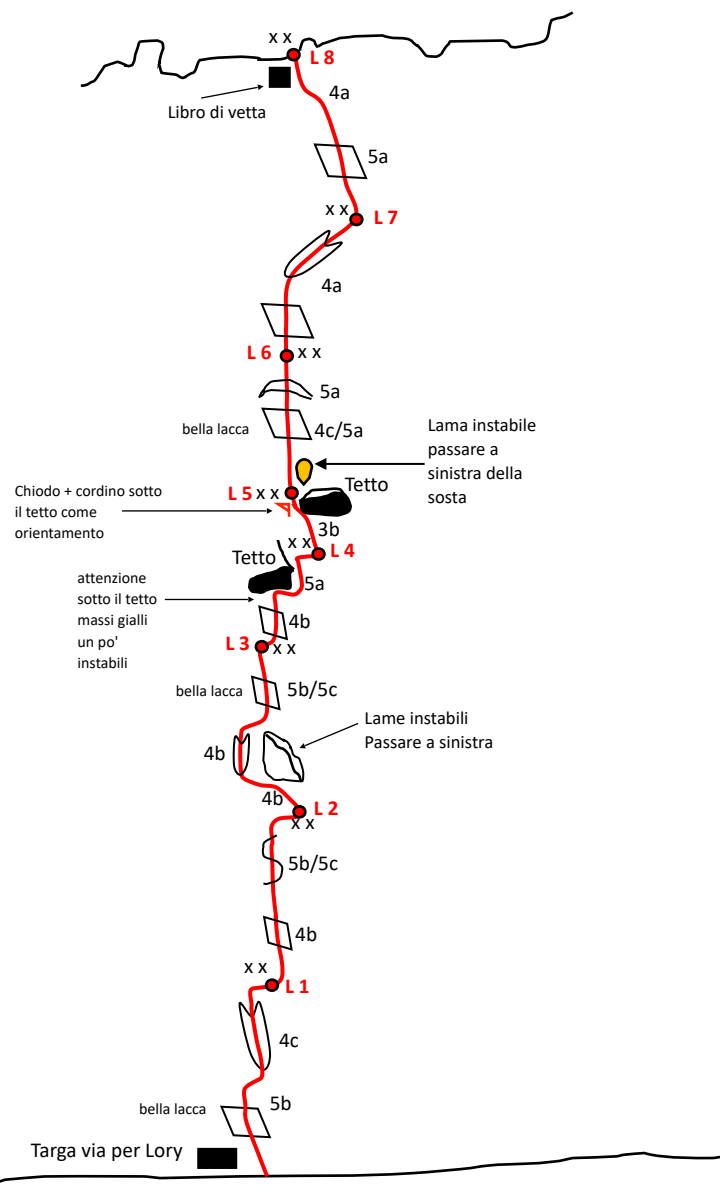 x x
L 8
4a
Libro di vetta
5a
x x
L 7
4a
L 6
x x
5a
bella lacca
4c/5a
Lama instabile
passare a
sinistra della
sosta
Tetto
L 5
x x
Chiodo + cordino sotto
il tetto come
orientamento
3b
x x
L 4
Tetto
5a
attenzione
sotto il tetto
massi gialli
un po'
instabili
4b
L 3
x x
bella lacca
5b/5c
Lame instabili
Passare a sinistra
4b
4b
L 2
x x
5b/5c
4b
x x
L 1
4c
bella lacca
5b
Targa via per Lory